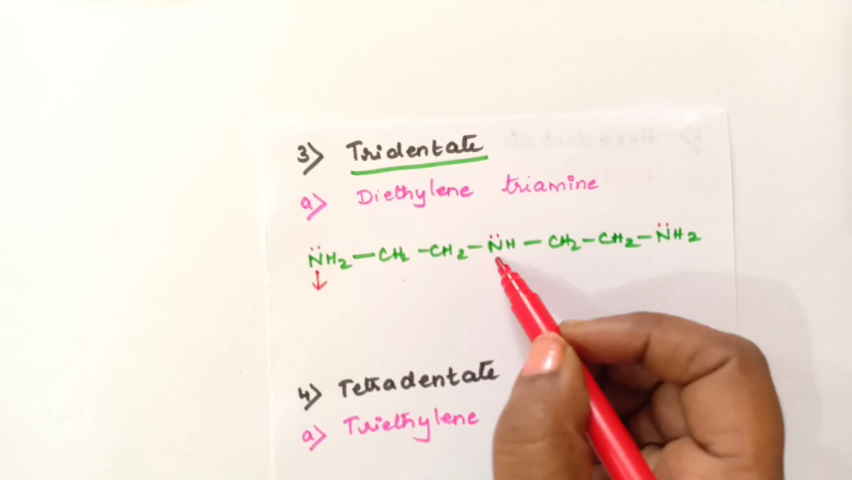 3) Tridentate
a) Diethylene triamine
N̈H2 — CH2 — CH2 — N̈H — CH2 — CH2 — N̈H2
4) Tetradentate
a) Triethylene